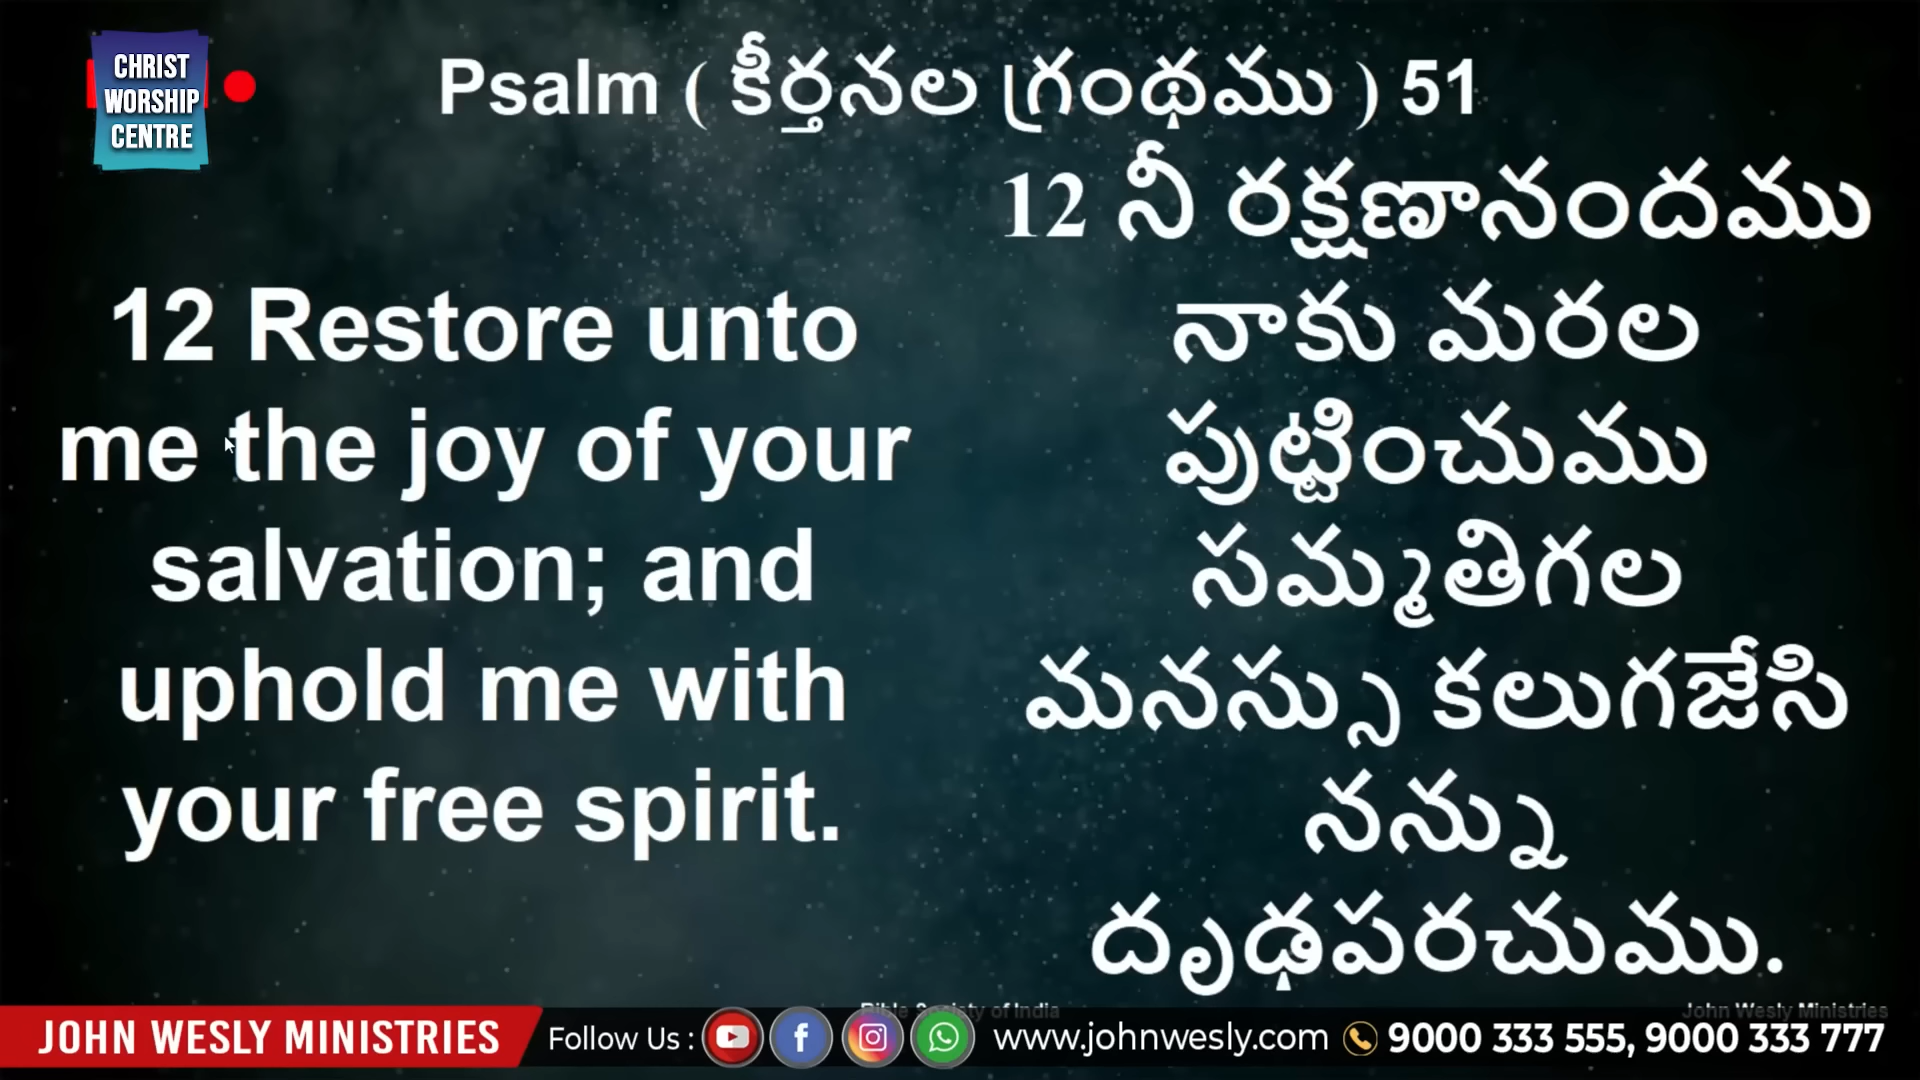 CHRIST
WORSHIP
CENTRE
Psalm ( కీర్తనల గ్రంథము ) 51
12 Restore unto
me the joy of your
salvation; and
uphold me with
your free spirit.
12 నీ రక్షణానందము
నాకు మరల
పుట్టించుము
సమ్మతిగల
మనస్సు కలుగజేసి
నన్ను
దృఢపరచుము.
Bible Society of India
John Wesly Ministries
JOHN WESLY MINISTRIES
Follow Us :
www.johnwesly.com
9000 333 555, 9000 333 777